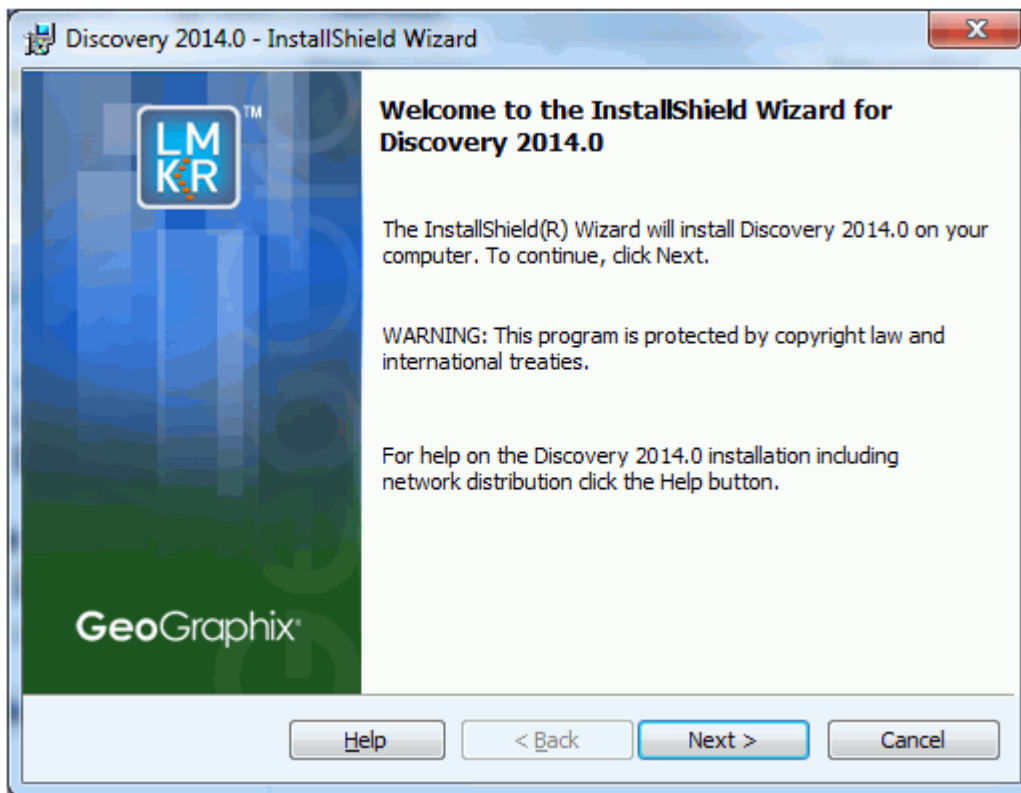 Discovery 2014.0 - InstallShield Wizard
LM
KR
TM
Welcome to the InstallShield Wizard for
Discovery 2014.0
The InstallShield(R) Wizard will install Discovery 2014.0 on your
computer. To continue, click Next.
WARNING: This program is protected by copyright law and
international treaties.
For help on the Discovery 2014.0 installation including
network distribution click the Help button.
GeoGraphix
Help
< Back
Next >
Cancel